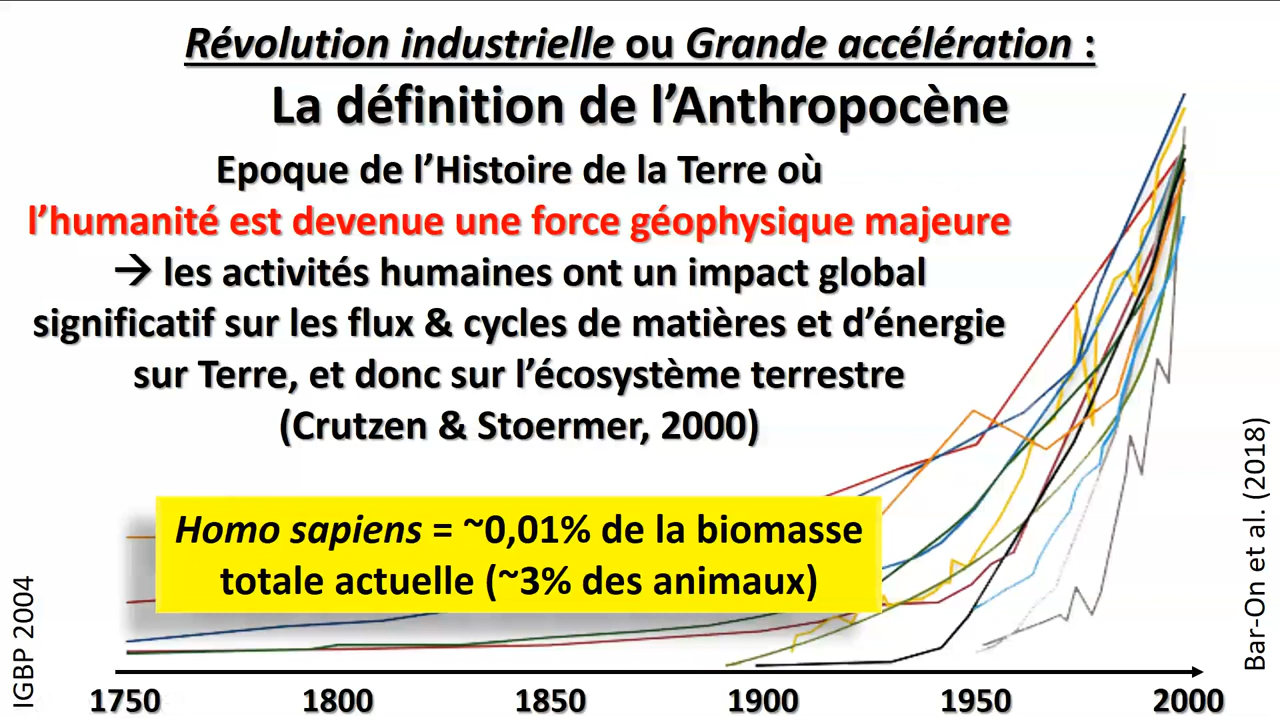 Révolution industrielle ou Grande accélération :
La définition de l’Anthropocène
Epoque de l’Histoire de la Terre où
l’humanité est devenue une force géophysique majeure
→ les activités humaines ont un impact global
significatif sur les flux & cycles de matières et d’énergie
sur Terre, et donc sur l’écosystème terrestre
(Crutzen & Stoermer, 2000)
Homo sapiens = ~0,01% de la biomasse
totale actuelle (~3% des animaux)
IGBP 2004
Bar-On et al. (2018)
1750 1800 1850 1900 1950 2000